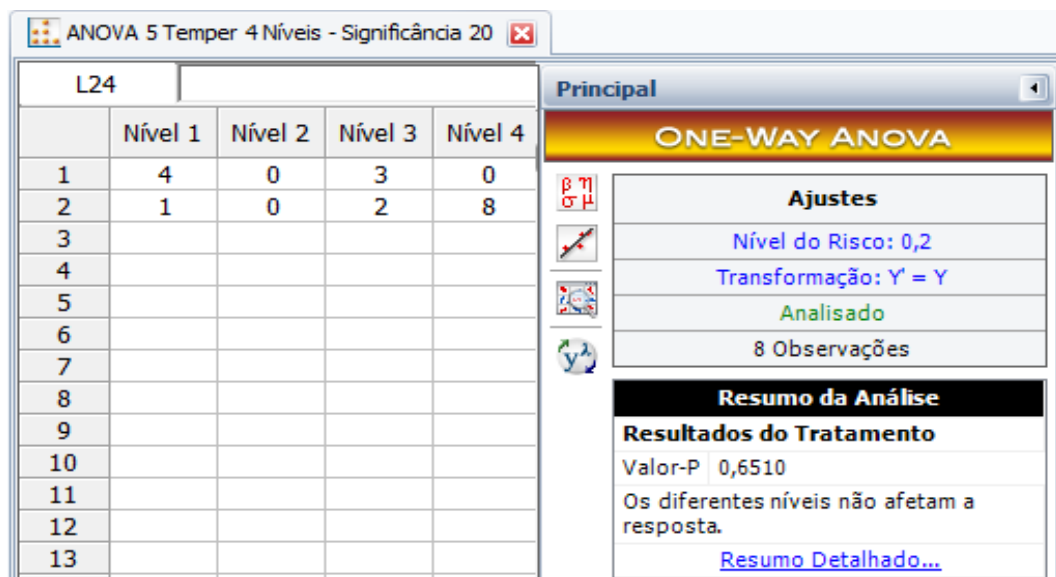 ANOVA 5 Temper 4 Níveis - Significância 20
L24
Nível 1 Nível 2 Nível 3 Nível 4
1 4 0 3 0
2 1 0 2 8
3
4
5
6
7
8
9
10
11
12
13
Principal
ONE-WAY ANOVA
β η
σ μ
Ajustes
Nível do Risco: 0,2
Transformação: Y' = Y
Analisado
8 Observações
yλ
Resumo da Análise
Resultados do Tratamento
Valor-P 0,6510
Os diferentes níveis não afetam a
resposta.
Resumo Detalhado...